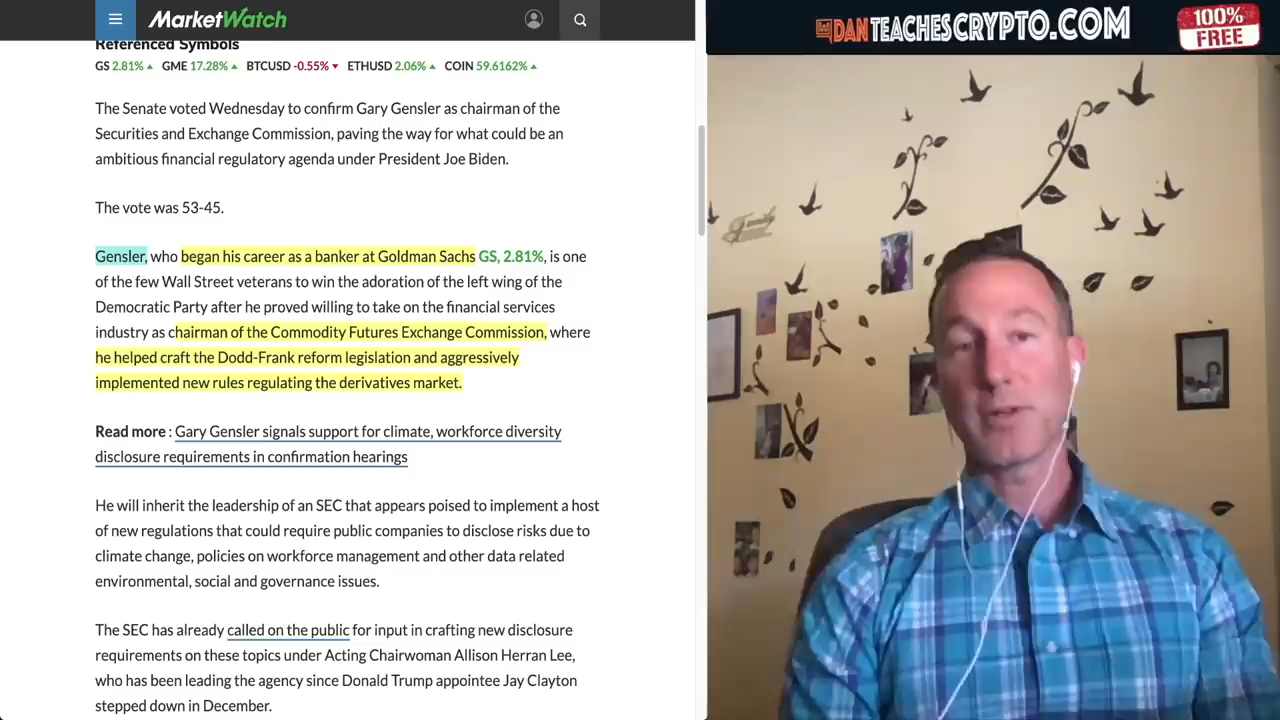 MarketWatch
Referenced Symbols
GS 2.81% GME 17.28% BTCUSD -0.55% ETHUSD 2.06% COIN 59.6162%
The Senate voted Wednesday to confirm Gary Gensler as chairman of the
Securities and Exchange Commission, paving the way for what could be an
ambitious financial regulatory agenda under President Joe Biden.
The vote was 53-45.
Gensler, who began his career as a banker at Goldman Sachs GS, 2.81%, is one
of the few Wall Street veterans to win the adoration of the left wing of the
Democratic Party after he proved willing to take on the financial services
industry as chairman of the Commodity Futures Exchange Commission, where
he helped craft the Dodd-Frank reform legislation and aggressively
implemented new rules regulating the derivatives market.
Read more : Gary Gensler signals support for climate, workforce diversity
disclosure requirements in confirmation hearings
He will inherit the leadership of an SEC that appears poised to implement a host
of new regulations that could require public companies to disclose risks due to
climate change, policies on workforce management and other data related
environmental, social and governance issues.
The SEC has already called on the public for input in crafting new disclosure
requirements on these topics under Acting Chairwoman Allison Herran Lee,
who has been leading the agency since Donald Trump appointee Jay Clayton
stepped down in December.
DANTEACHESCRYPTO.COM
100%
FREE